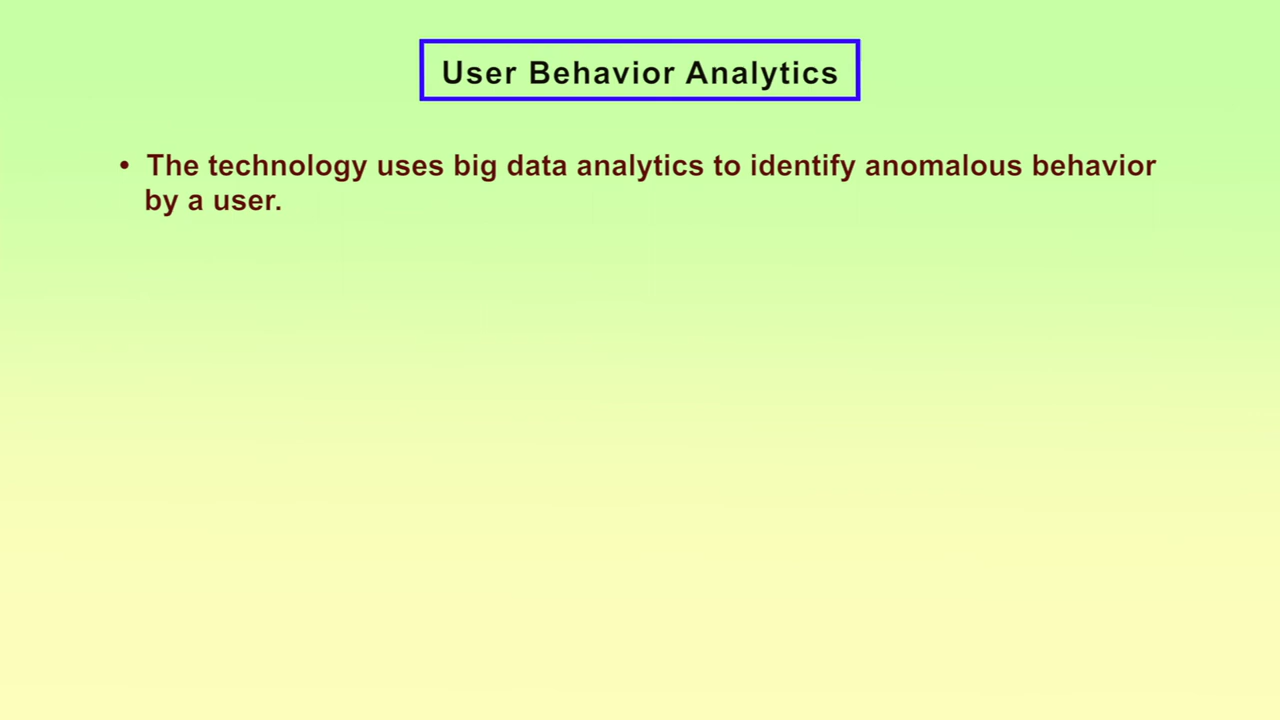 User Behavior Analytics
• The technology uses big data analytics to identify anomalous behavior
by a user.